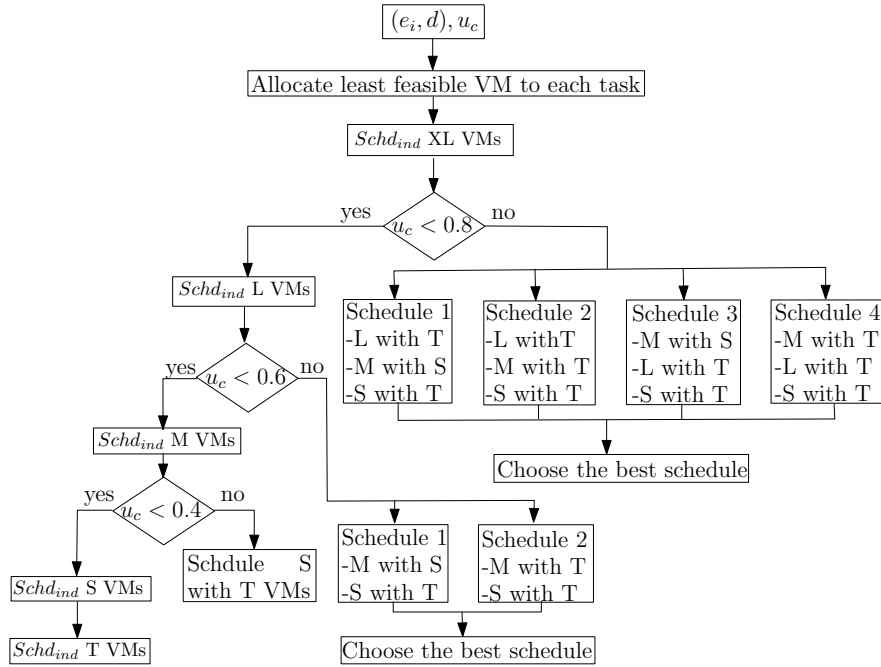 (e_i, d), u_c
Allocate least feasible VM to each task
Schd_ind XL VMs
yes
u_c < 0.8
no
Schd_ind L VMs
Schedule 1
-L with T
-M with S
-S with T
Schedule 2
-L withT
-M with T
-S with T
Schedule 3
-M with S
-L with T
-S with T
Schedule 4
-M with T
-L with T
-S with T
Choose the best schedule
yes
u_c < 0.6
no
Schd_ind M VMs
yes
u_c < 0.4
no
Schdule S
with T VMs
Schedule 1
-M with S
-S with T
Schedule 2
-M with T
-S with T
Choose the best schedule
Schd_ind S VMs
Schd_ind T VMs